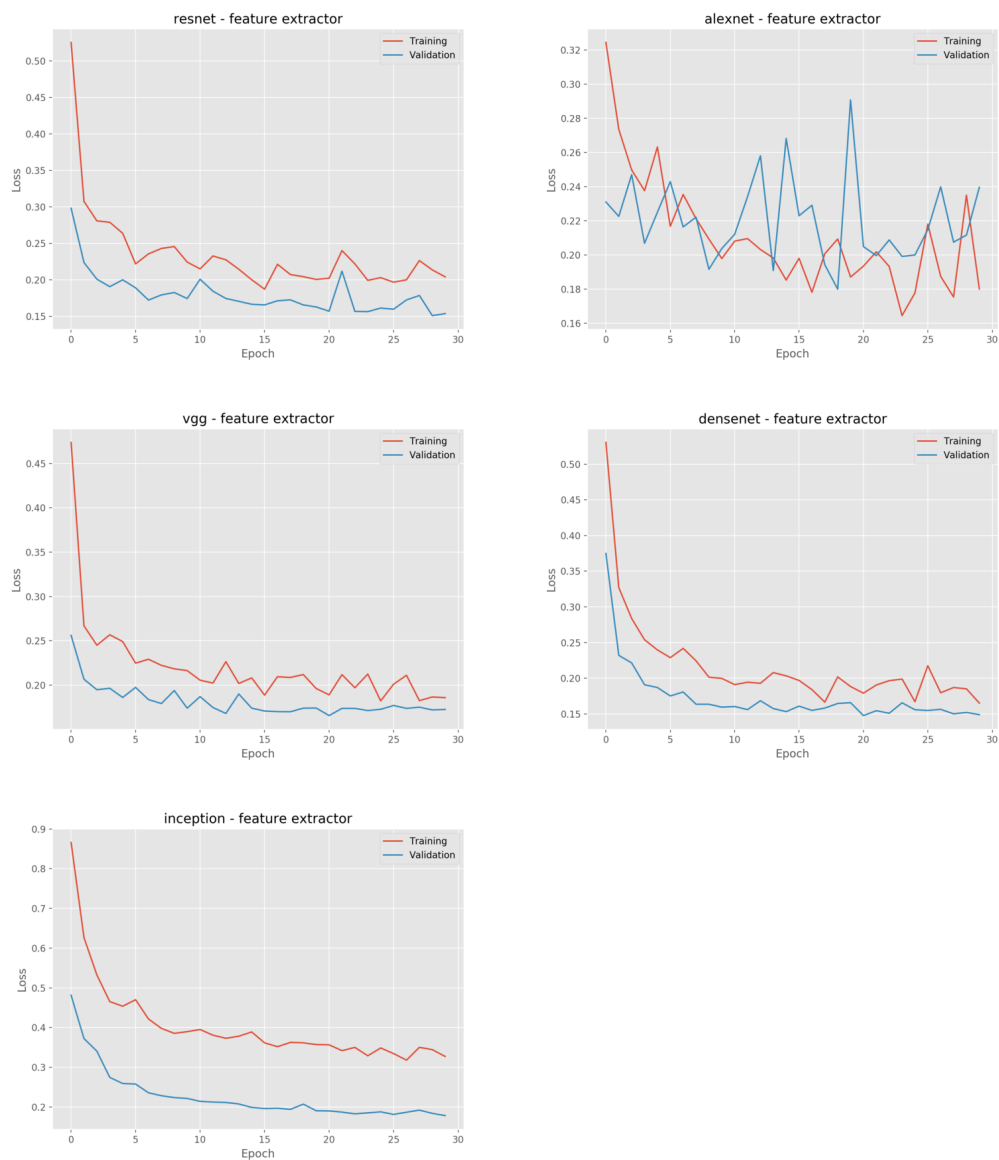 resnet - feature extractor
Training
Validation
0.50
0.45
0.40
0.35
0.30
0.25
0.20
0.15
Loss
0 5 10 15 20 25 30
Epoch
alexnet - feature extractor
Training
Validation
0.32
0.30
0.28
0.26
0.24
0.22
0.20
0.18
0.16
Loss
0 5 10 15 20 25 30
Epoch
vgg - feature extractor
Training
Validation
0.45
0.40
0.35
0.30
0.25
0.20
Loss
0 5 10 15 20 25 30
Epoch
densenet - feature extractor
Training
Validation
0.50
0.45
0.40
0.35
0.30
0.25
0.20
0.15
Loss
0 5 10 15 20 25 30
Epoch
inception - feature extractor
Training
Validation
0.9
0.8
0.7
0.6
0.5
0.4
0.3
0.2
Loss
0 5 10 15 20 25 30
Epoch